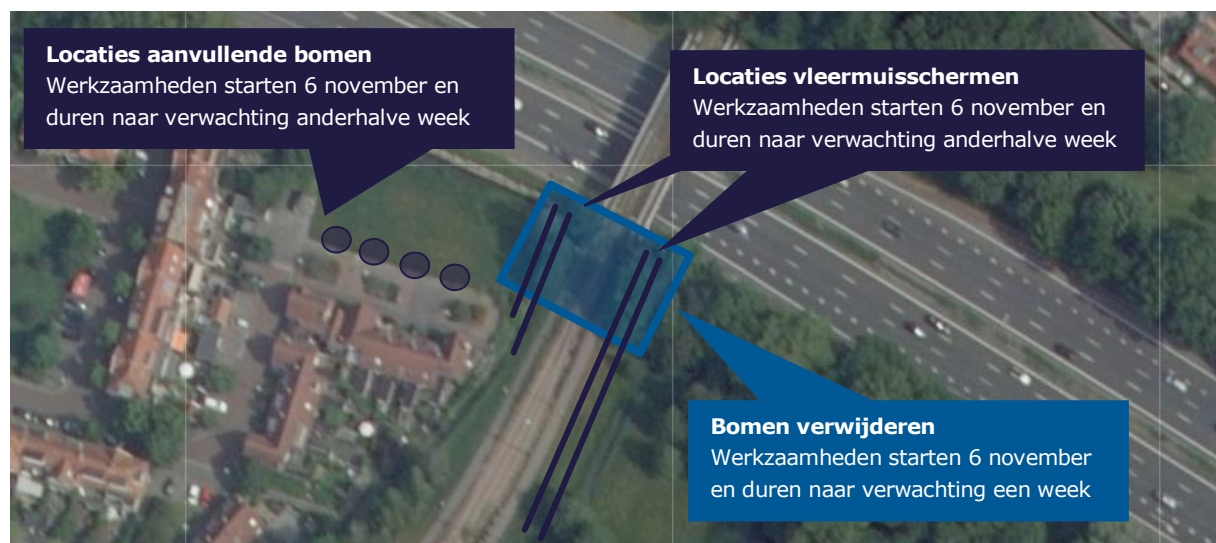 Locaties aanvullende bomen
Werkzaamheden starten 6 november en
duren naar verwachting anderhalve week
Locaties vleermuisschermen
Werkzaamheden starten 6 november en
duren naar verwachting anderhalve week
Bomen verwijderen
Werkzaamheden starten 6 november
en duren naar verwachting een week